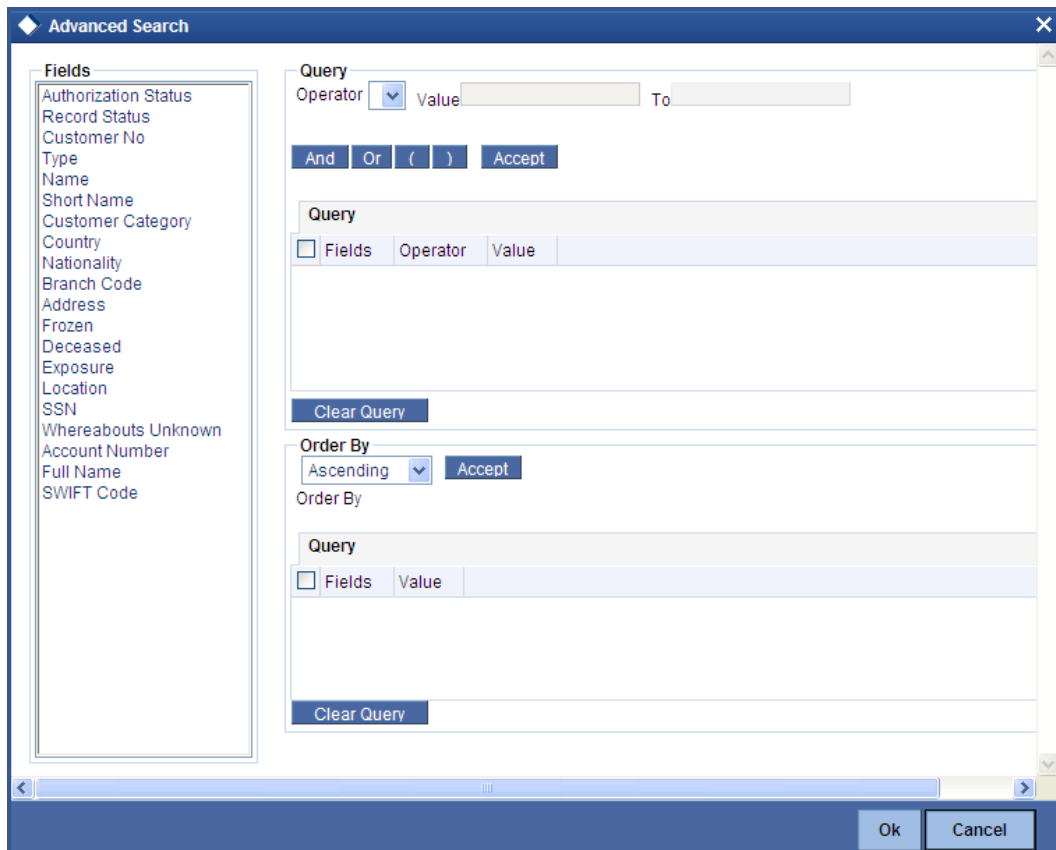 Advanced Search
Fields
Authorization Status
Record Status
Customer No
Type
Name
Short Name
Customer Category
Country
Nationality
Branch Code
Address
Frozen
Deceased
Exposure
Location
SSN
Whereabouts Unknown
Account Number
Full Name
SWIFT Code
Query
Operator Value To
And Or ( ) Accept
Query
Fields Operator Value
Clear Query
Order By
Ascending Accept
Order By
Query
Fields Value
Clear Query
Ok Cancel